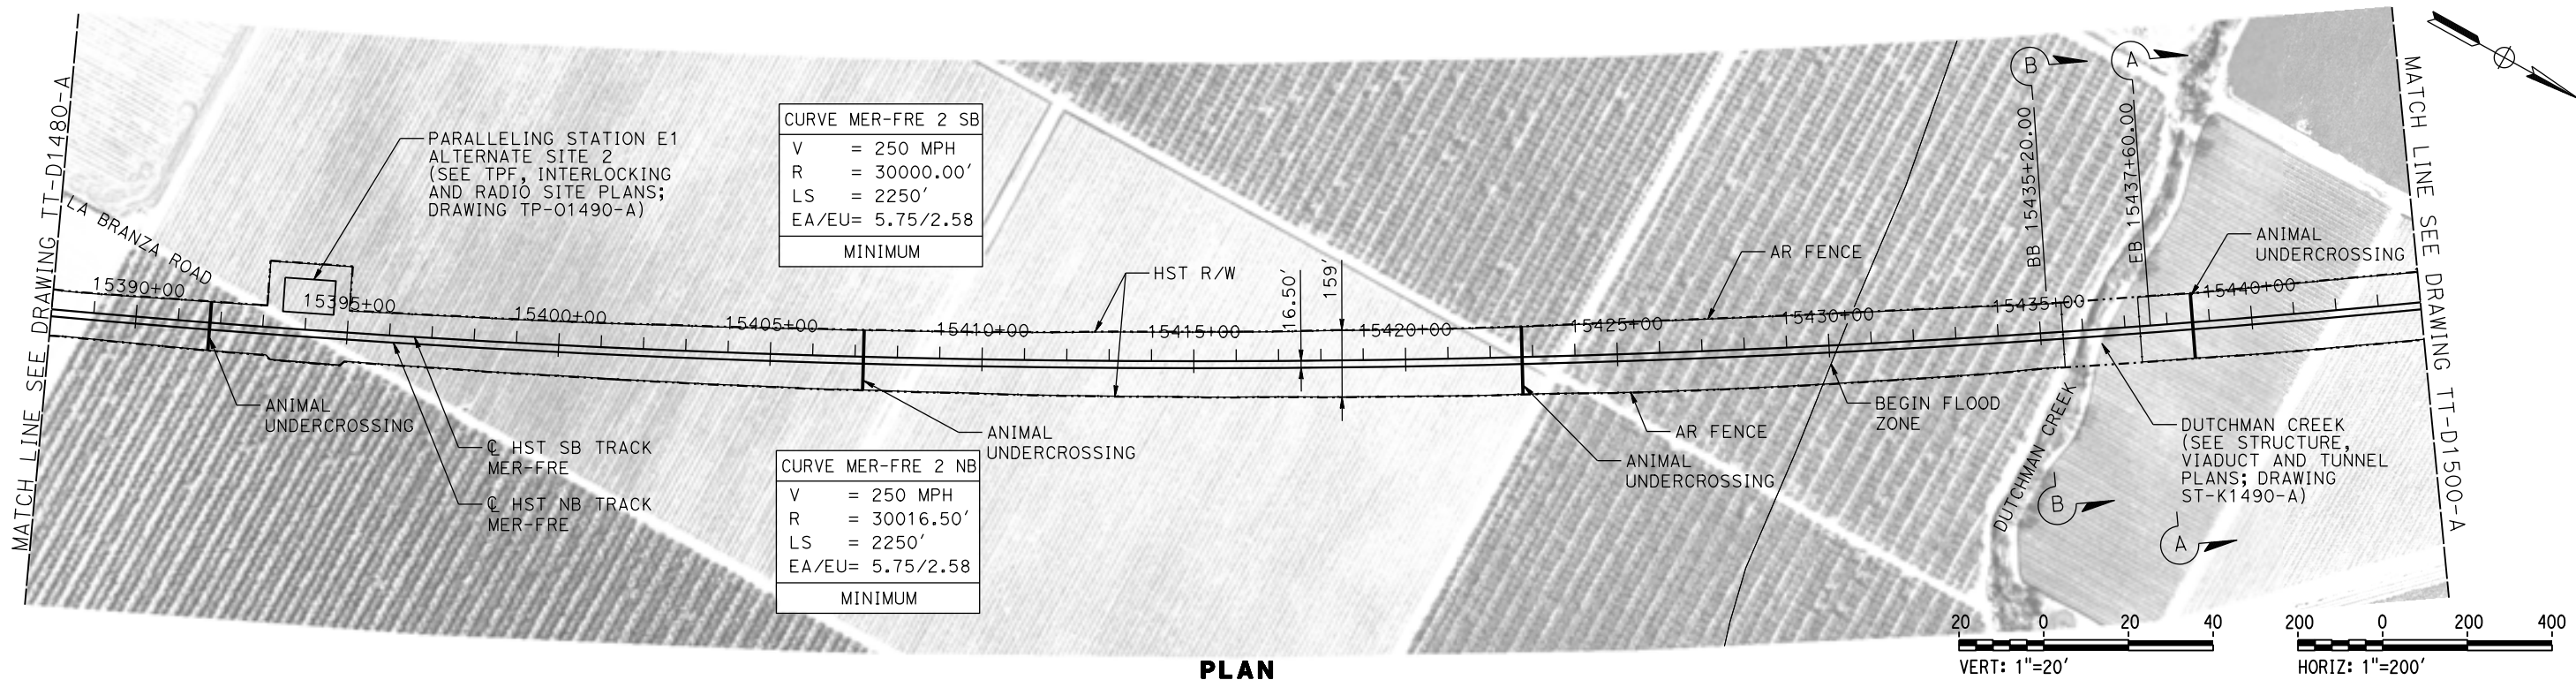 MATCH LINE SEE DRAWING TT-D1480-A
LA BRANZA ROAD
PARALLELING STATION E1
ALTERNATE SITE 2
(SEE TPF, INTERLOCKING
AND RADIO SITE PLANS;
DRAWING TP-O1490-A)
CURVE MER-FRE 2 SB
V = 250 MPH
R = 30000.00'
LS = 2250'
EA/EU= 5.75/2.58
MINIMUM
HST R/W
16.50'
159'
AR FENCE
B
A
BB 15435+20.00
EB 15437+60.00
ANIMAL
UNDERCROSSING
MATCH LINE SEE DRAWING TT-D1500-A
15390+00
15395+00
15400+00
15405+00
15410+00
15415+00
15420+00
15425+00
15430+00
15435+00
15440+00
ANIMAL
UNDERCROSSING
℄ HST SB TRACK
MER-FRE
℄ HST NB TRACK
MER-FRE
ANIMAL
UNDERCROSSING
CURVE MER-FRE 2 NB
V = 250 MPH
R = 30016.50'
LS = 2250'
EA/EU= 5.75/2.58
MINIMUM
AR FENCE
ANIMAL
UNDERCROSSING
BEGIN FLOOD
ZONE
DUTCHMAN CREEK
DUTCHMAN CREEK
(SEE STRUCTURE,
VIADUCT AND TUNNEL
PLANS; DRAWING
ST-K1490-A)
B
A
PLAN
20 0 20 40
VERT: 1"=20'
200 0 200 400
HORIZ: 1"=200'